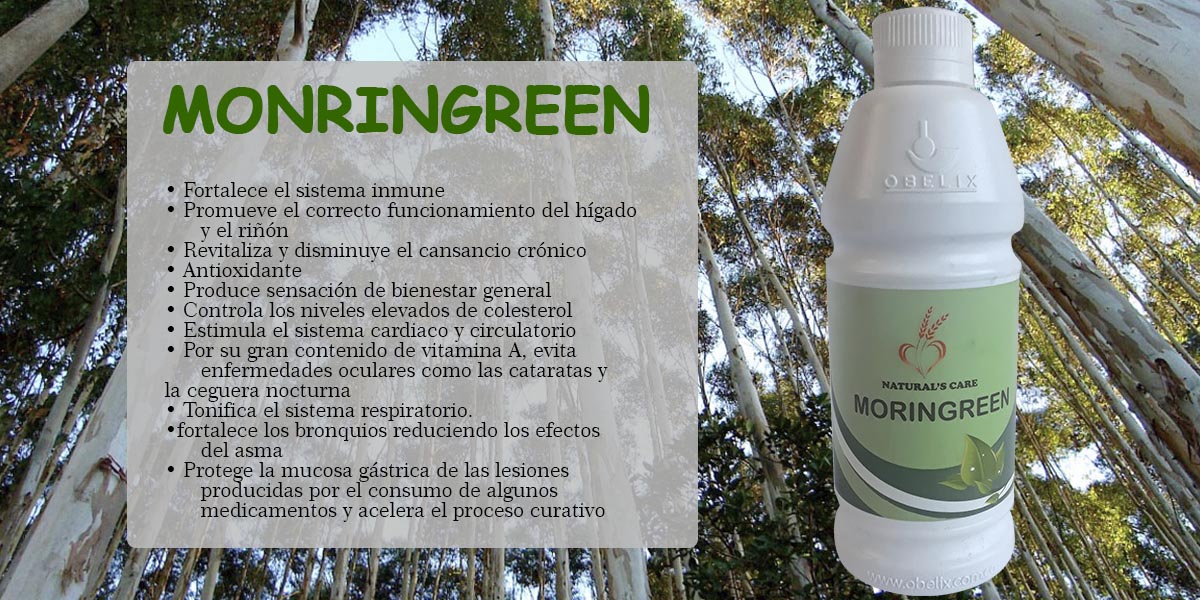 MONRINGREEN
• Fortalece el sistema inmune
• Promueve el correcto funcionamiento del hígado
y el riñón
• Revitaliza y disminuye el cansancio crónico
• Antioxidante
• Produce sensación de bienestar general
• Controla los niveles elevados de colesterol
• Estimula el sistema cardiaco y circulatorio
• Por su gran contenido de vitamina A, evita
enfermedades oculares como las cataratas y
la ceguera nocturna
• Tonifica el sistema respiratorio.
•fortalece los bronquios reduciendo los efectos
del asma
• Protege la mucosa gástrica de las lesiones
producidas por el consumo de algunos
medicamentos y acelera el proceso curativo
OBELIX
NATURAL'S CARE
MORINGREEN
www.obelix.com